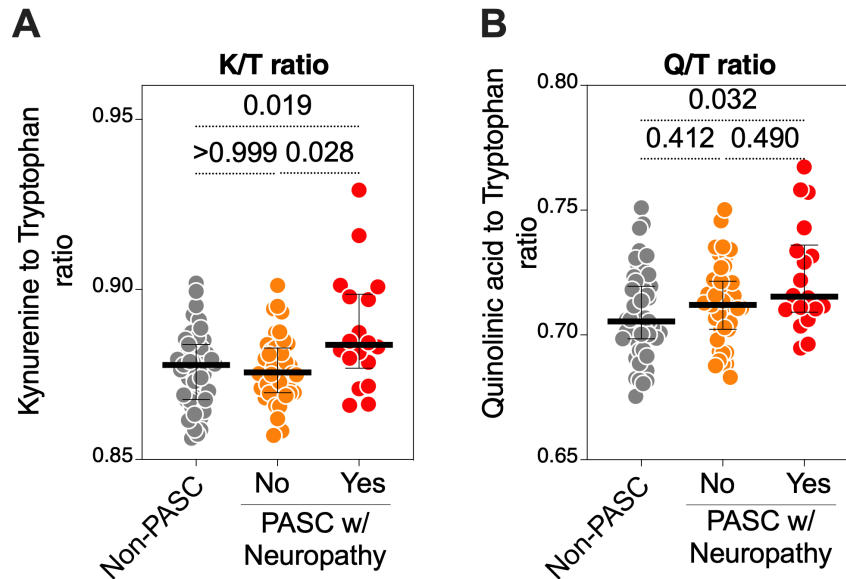 A
K/T ratio
Kynurenine to Tryptophan
ratio
0.95
0.90
0.85
0.019
>0.999 0.028
Non-PASC
No Yes
PASC w/
Neuropathy
B
Q/T ratio
Quinolinic acid to Tryptophan
ratio
0.80
0.75
0.70
0.65
0.032
0.412 0.490
Non-PASC
No Yes
PASC w/
Neuropathy